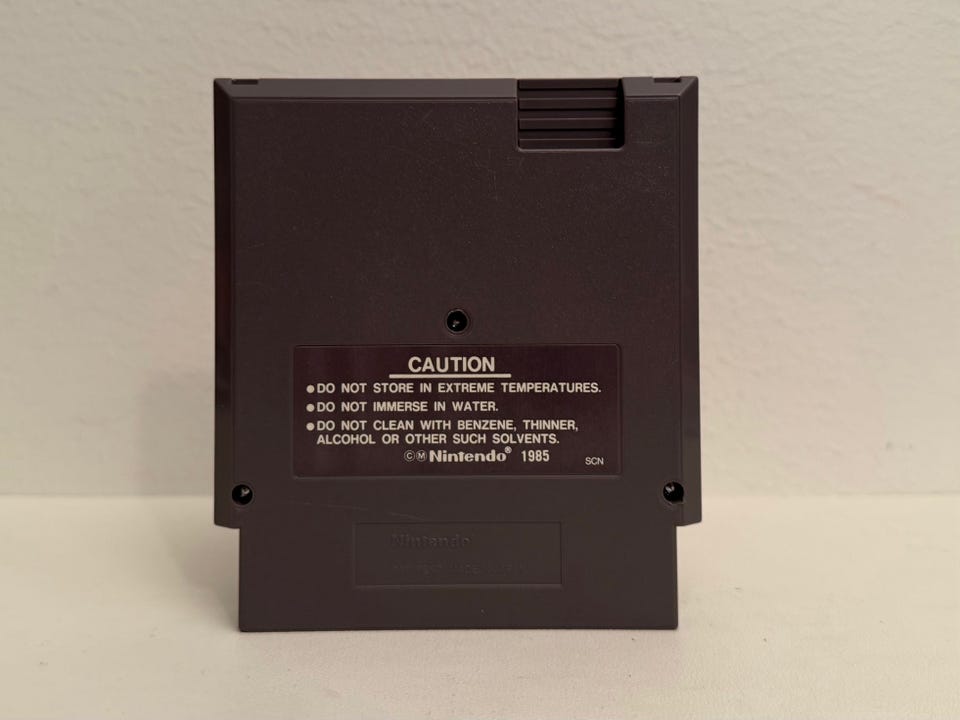 CAUTION
●DO NOT STORE IN EXTREME TEMPERATURES.
●DO NOT IMMERSE IN WATER.
●DO NOT CLEAN WITH BENZENE, THINNER,
ALCOHOL OR OTHER SUCH SOLVENTS.
©Ⓜ Nintendo® 1985
SCN
Nintendo